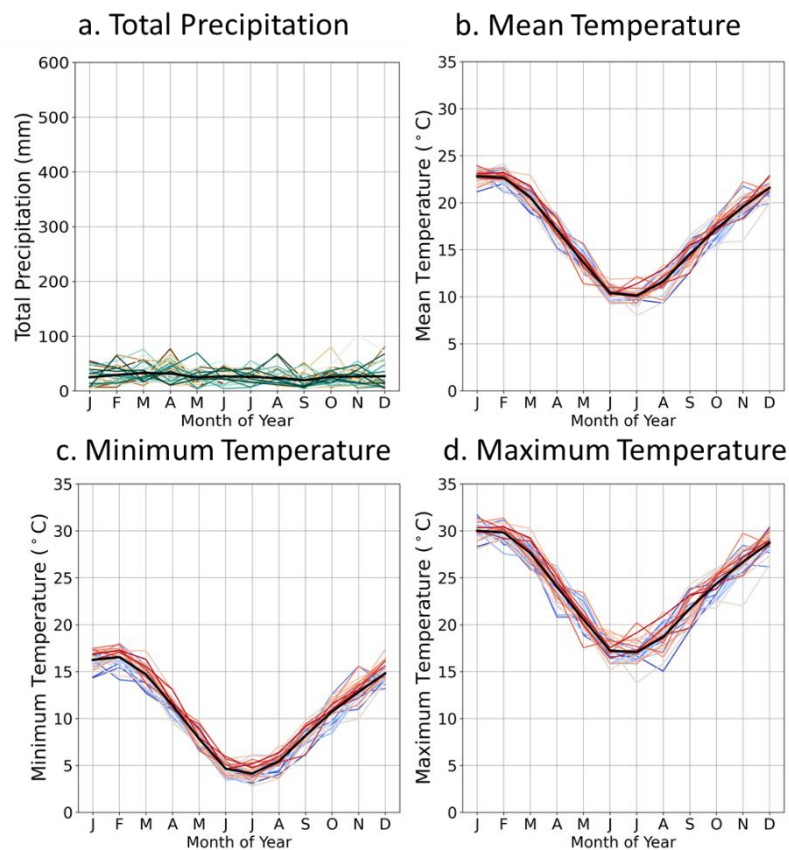 a. Total Precipitation
Total Precipitation (mm)
600
500
400
300
200
100
0
J F M A M J J A S O N D
Month of Year
b. Mean Temperature
Mean Temperature (°C)
35
30
25
20
15
10
5
0
J F M A M J J A S O N D
Month of Year
c. Minimum Temperature
Minimum Temperature (°C)
35
30
25
20
15
10
5
0
J F M A M J J A S O N D
Month of Year
d. Maximum Temperature
Maximum Temperature (°C)
35
30
25
20
15
10
5
0
J F M A M J J A S O N D
Month of Year